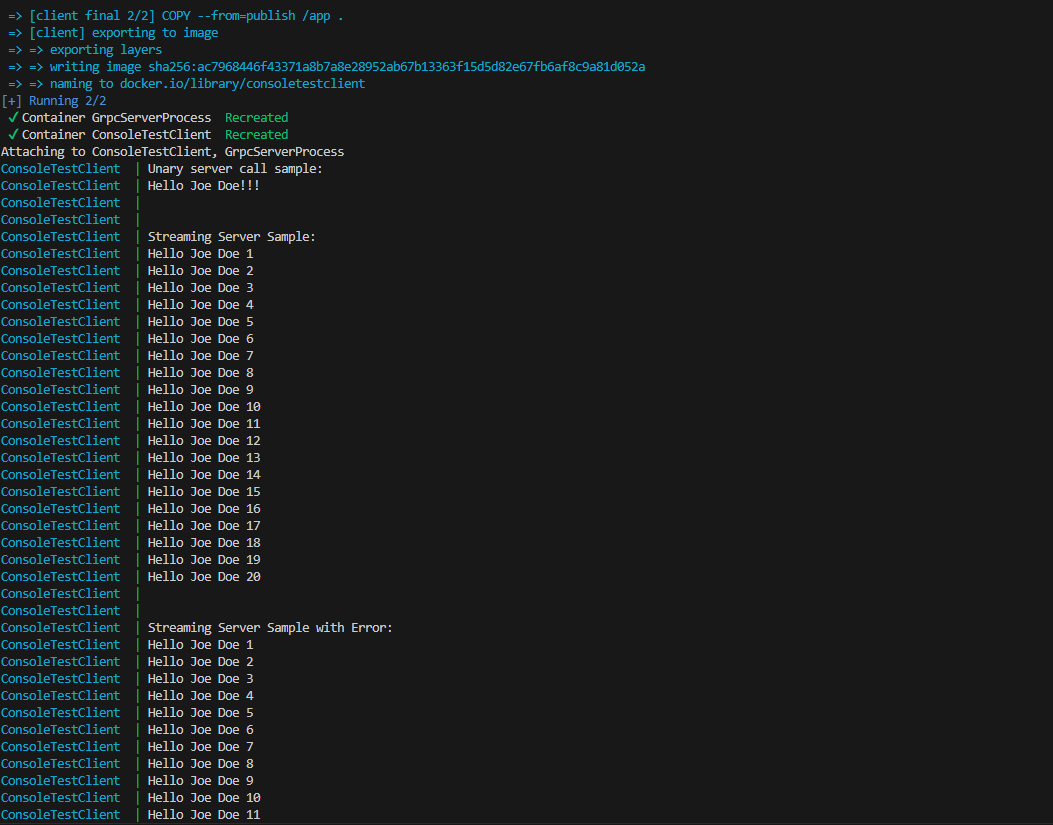 => [client final 2/2] COPY --from=publish /app .
=> [client] exporting to image
=> => exporting layers
=> => writing image sha256:ac7968446f43371a8b7a8e28952ab67b13363f15d5d82e67fb6af8c9a81d052a
=> => naming to docker.io/library/consoletestclient
[+] Running 2/2
✓Container GrpcServerProcess  Recreated
✓Container ConsoleTestClient  Recreated
Attaching to ConsoleTestClient, GrpcServerProcess
ConsoleTestClient  | Unary server call sample:
ConsoleTestClient  | Hello Joe Doe!!!
ConsoleTestClient  |
ConsoleTestClient  |
ConsoleTestClient  | Streaming Server Sample:
ConsoleTestClient  | Hello Joe Doe 1
ConsoleTestClient  | Hello Joe Doe 2
ConsoleTestClient  | Hello Joe Doe 3
ConsoleTestClient  | Hello Joe Doe 4
ConsoleTestClient  | Hello Joe Doe 5
ConsoleTestClient  | Hello Joe Doe 6
ConsoleTestClient  | Hello Joe Doe 7
ConsoleTestClient  | Hello Joe Doe 8
ConsoleTestClient  | Hello Joe Doe 9
ConsoleTestClient  | Hello Joe Doe 10
ConsoleTestClient  | Hello Joe Doe 11
ConsoleTestClient  | Hello Joe Doe 12
ConsoleTestClient  | Hello Joe Doe 13
ConsoleTestClient  | Hello Joe Doe 14
ConsoleTestClient  | Hello Joe Doe 15
ConsoleTestClient  | Hello Joe Doe 16
ConsoleTestClient  | Hello Joe Doe 17
ConsoleTestClient  | Hello Joe Doe 18
ConsoleTestClient  | Hello Joe Doe 19
ConsoleTestClient  | Hello Joe Doe 20
ConsoleTestClient  |
ConsoleTestClient  |
ConsoleTestClient  | Streaming Server Sample with Error:
ConsoleTestClient  | Hello Joe Doe 1
ConsoleTestClient  | Hello Joe Doe 2
ConsoleTestClient  | Hello Joe Doe 3
ConsoleTestClient  | Hello Joe Doe 4
ConsoleTestClient  | Hello Joe Doe 5
ConsoleTestClient  | Hello Joe Doe 6
ConsoleTestClient  | Hello Joe Doe 7
ConsoleTestClient  | Hello Joe Doe 8
ConsoleTestClient  | Hello Joe Doe 9
ConsoleTestClient  | Hello Joe Doe 10
ConsoleTestClient  | Hello Joe Doe 11